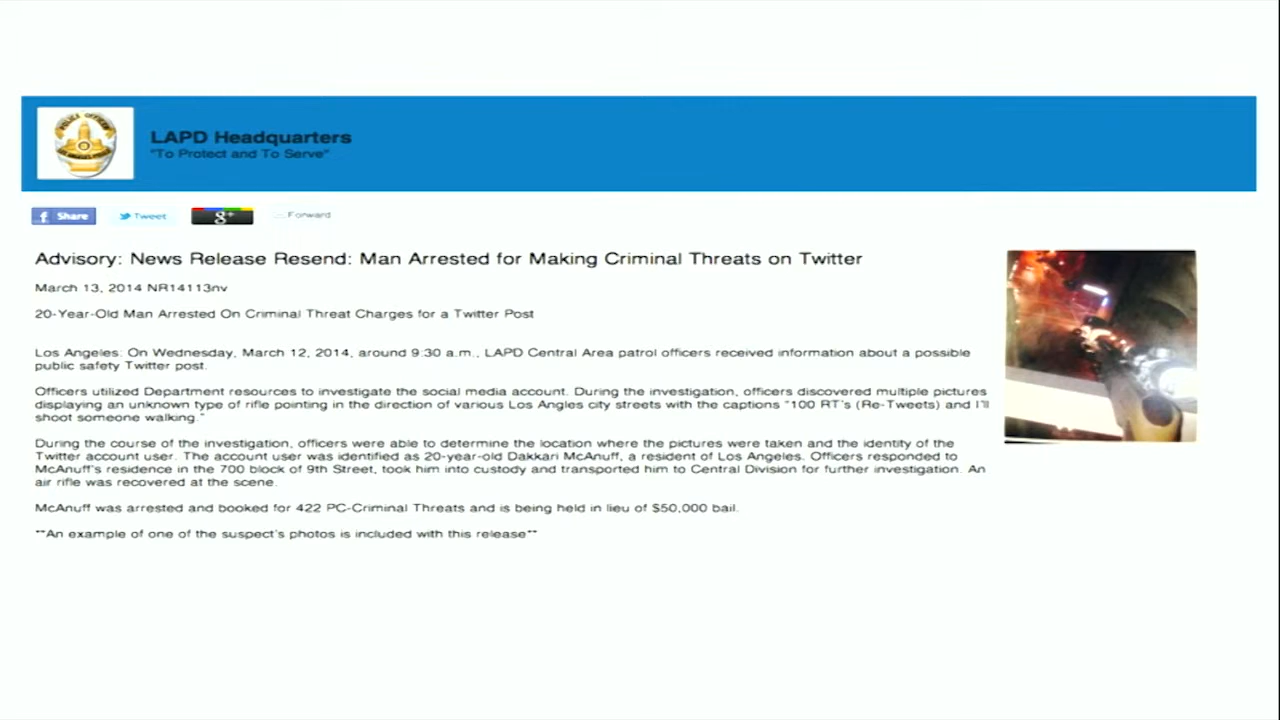 LAPD Headquarters
"To Protect and To Serve"
Share
Tweet
g+
Forward
Advisory: News Release Resend: Man Arrested for Making Criminal Threats on Twitter
March 13, 2014 NR14113nv
20-Year-Old Man Arrested On Criminal Threat Charges for a Twitter Post
Los Angeles: On Wednesday, March 12, 2014, around 9:30 a.m., LAPD Central Area patrol officers received information about a possible
public safety Twitter post.
Officers utilized Department resources to investigate the social media account. During the investigation, officers discovered multiple pictures
displaying an unknown type of rifle pointing in the direction of various Los Angles city streets with the captions "100 RT's (Re-Tweets) and I'll
shoot someone walking."
During the course of the investigation, officers were able to determine the location where the pictures were taken and the identity of the
Twitter account user. The account user was identified as 20-year-old Dakkari McAnuff, a resident of Los Angeles. Officers responded to
McAnuff's residence in the 700 block of 9th Street, took him into custody and transported him to Central Division for further investigation. An
air rifle was recovered at the scene.
McAnuff was arrested and booked for 422 PC-Criminal Threats and is being held in lieu of $50,000 bail.
**An example of one of the suspect's photos is included with this release**